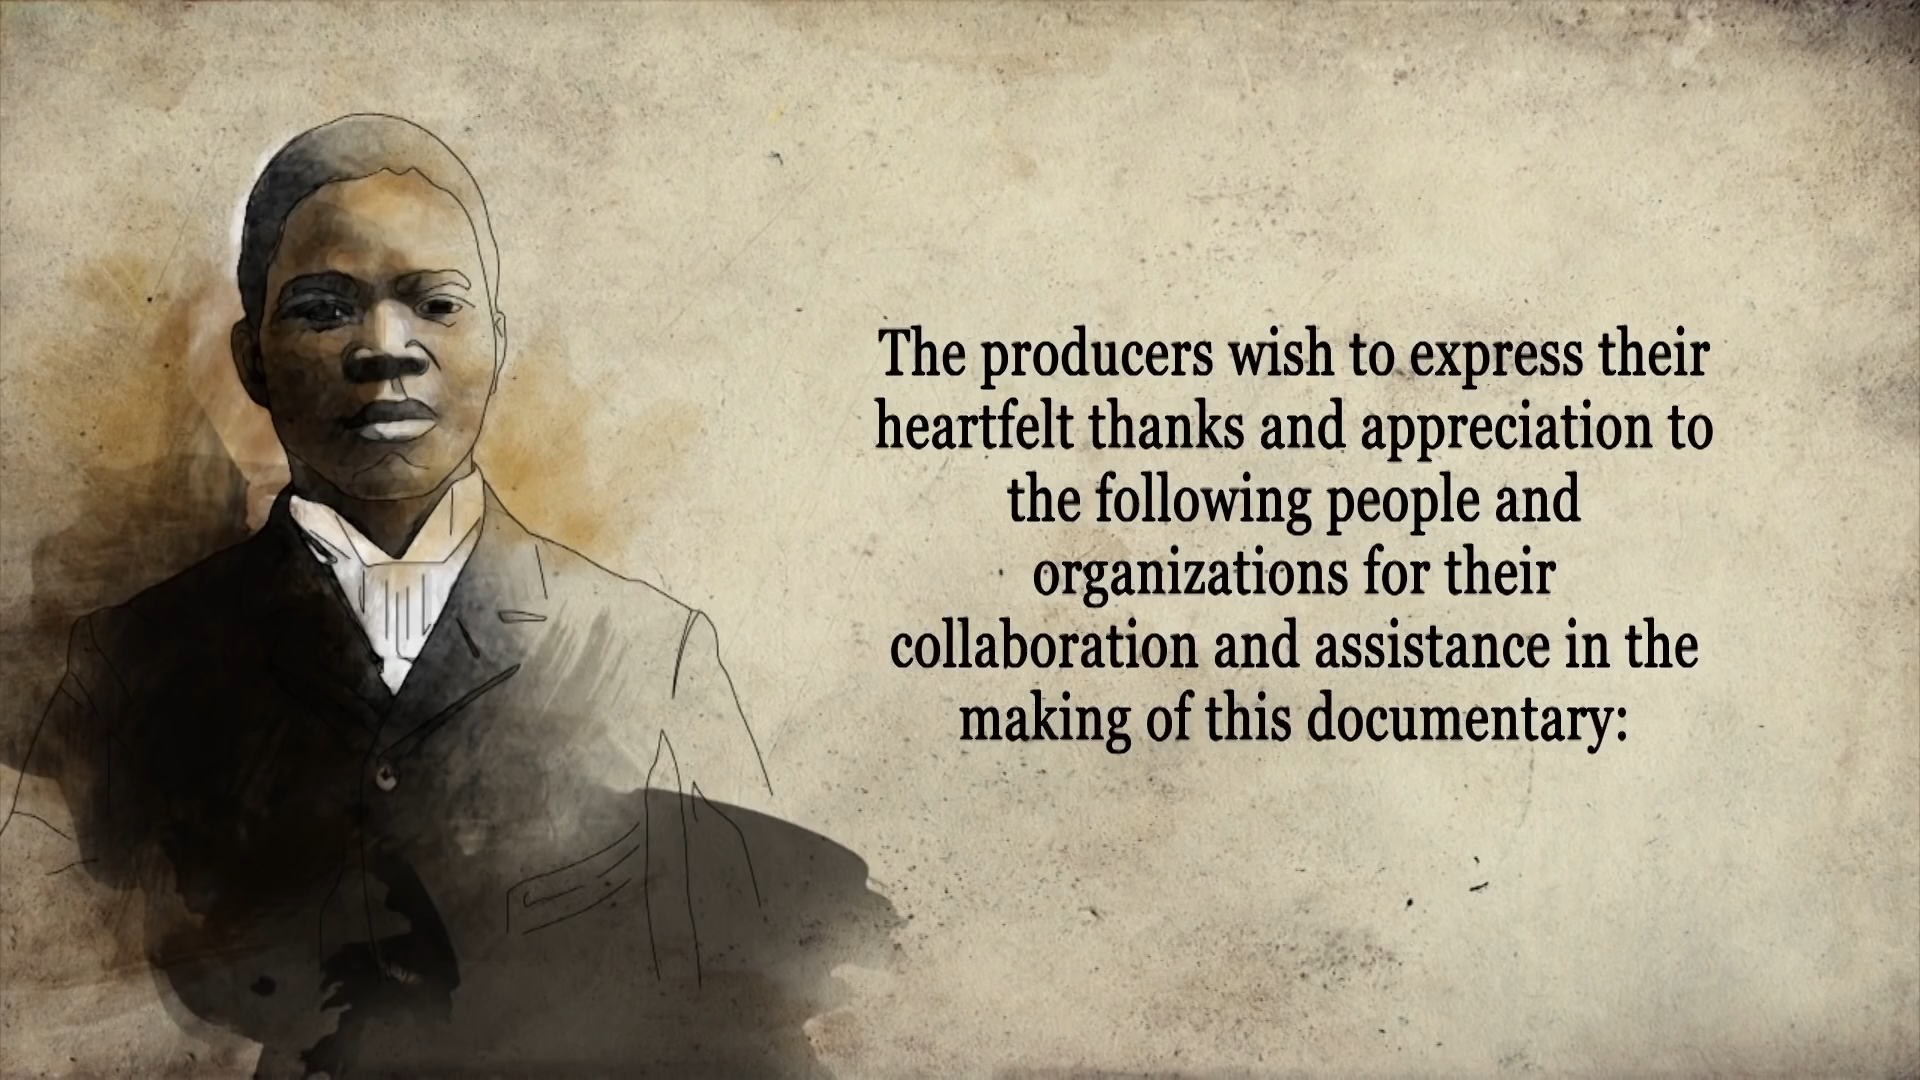 The producers wish to express their
heartfelt thanks and appreciation to
the following people and
organizations for their
collaboration and assistance in the
making of this documentary: